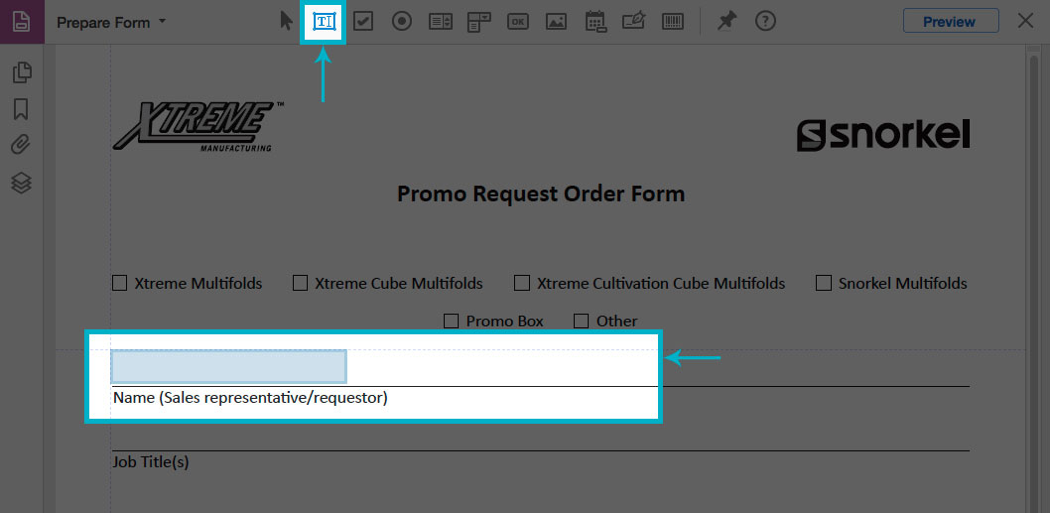 Prepare Form
TI
OK
?
Preview
XTREME™
MANUFACTURING
snorkel
Promo Request Order Form
Xtreme Multifolds
Xtreme Cube Multifolds
Xtreme Cultivation Cube Multifolds
Snorkel Multifolds
Promo Box
Other
Name (Sales representative/requestor)
Job Title(s)